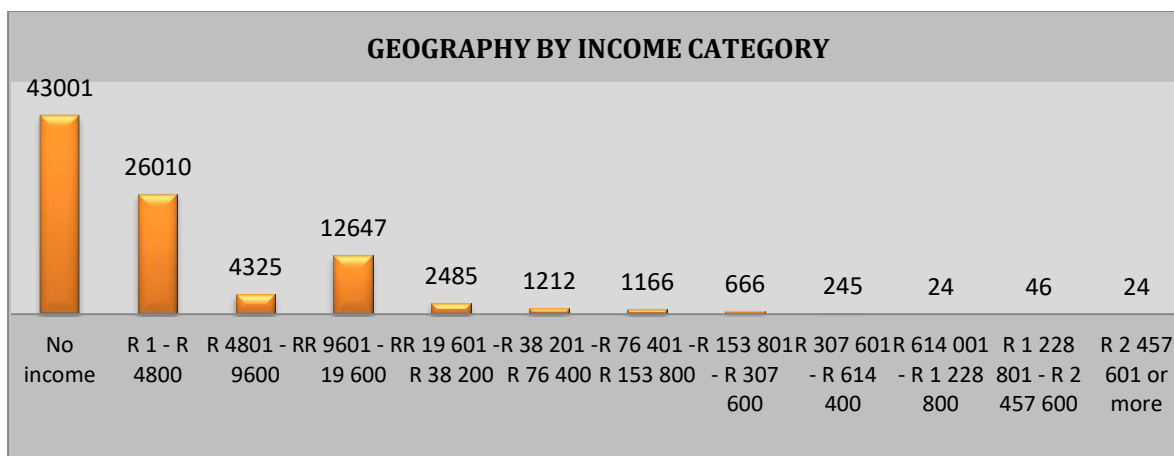 GEOGRAPHY BY INCOME CATEGORY
43001
26010
4325
12647
2485
1212
1166
666
245
24
46
24
No
income
R 1 - R
4800
R 4801 - R
9600
R 9601 - R
19 600
R 19 601 -
R 38 200
R 38 201 -
R 76 400
R 76 401 -
R 153 800
R 153 801
- R 307
600
R 307 601
- R 614
400
R 614 001
- R 1 228
800
R 1 228
801 - R 2
457 600
R 2 457
601 or
more